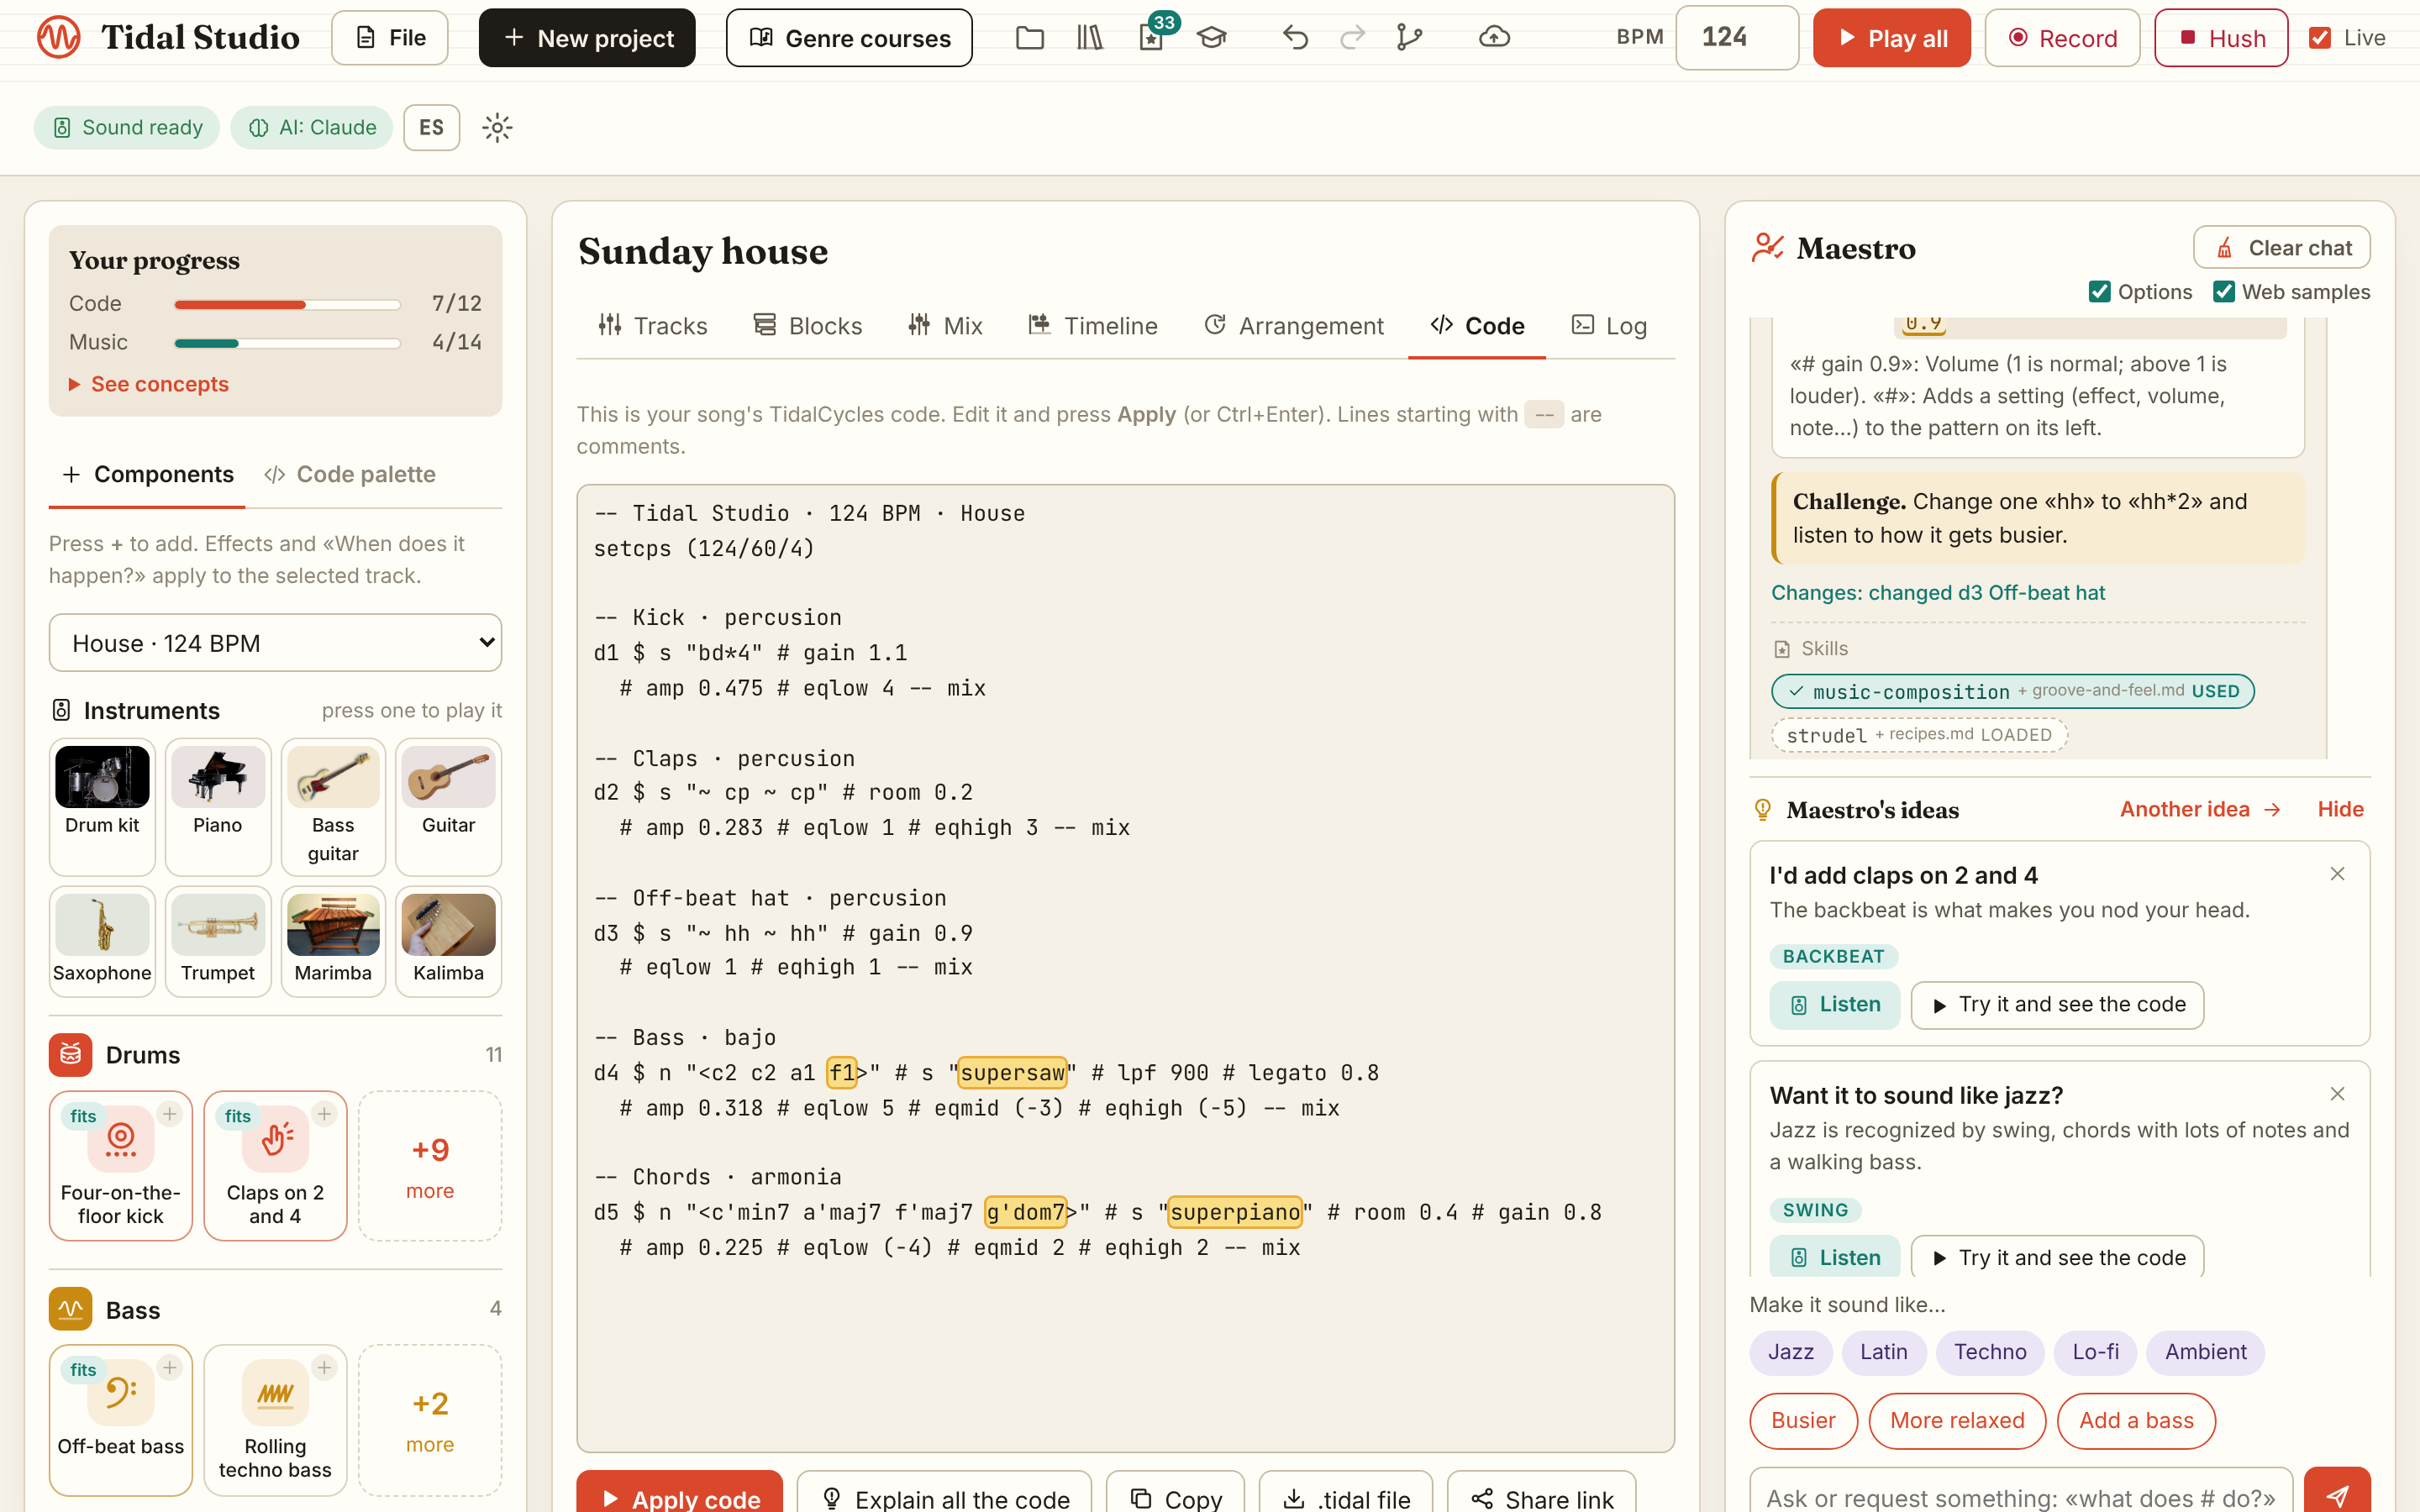 Tidal Studio
File
+ New project
Genre courses
33
BPM
124
Play all
Record
Hush
Live
Sound ready
AI: Claude
ES
Your progress
Code 7/12
Music 4/14
See concepts
+ Components
</> Code palette
Press + to add. Effects and «When does it
happen?» apply to the selected track.
House · 124 BPM
Instruments
press one to play it
Drum kit
Piano
Bass
guitar
Guitar
Saxophone
Trumpet
Marimba
Kalimba
Drums
11
fits
Four-on-the-
floor kick
fits
Claps on 2
and 4
+9
more
Bass
4
fits
Off-beat bass
Rolling
techno bass
+2
more
Sunday house
Tracks
Blocks
Mix
Timeline
Arrangement
</> Code
Log
This is your song's TidalCycles code. Edit it and press Apply (or Ctrl+Enter). Lines starting with -- are
comments.
-- Tidal Studio · 124 BPM · House
setcps (124/60/4)
-- Kick · percusion
d1 $ s "bd*4" # gain 1.1
# amp 0.475 # eqlow 4 -- mix
-- Claps · percusion
d2 $ s "~ cp ~ cp" # room 0.2
# amp 0.283 # eqlow 1 # eqhigh 3 -- mix
-- Off-beat hat · percusion
d3 $ s "~ hh ~ hh" # gain 0.9
# eqlow 1 # eqhigh 1 -- mix
-- Bass · bajo
d4 $ n "<c2 c2 a1 f1>" # s "supersaw" # lpf 900 # legato 0.8
# amp 0.318 # eqlow 5 # eqmid (-3) # eqhigh (-5) -- mix
-- Chords · armonia
d5 $ n "<c'min7 a'maj7 f'maj7 g'dom7>" # s "superpiano" # room 0.4 # gain 0.8
# amp 0.225 # eqlow (-4) # eqmid 2 # eqhigh 2 -- mix
Apply code
Explain all the code
Copy
.tidal file
Share link
Maestro
Clear chat
Options
Web samples
0.9
«# gain 0.9»: Volume (1 is normal; above 1 is
louder). «#»: Adds a setting (effect, volume,
note...) to the pattern on its left.
Challenge. Change one «hh» to «hh*2» and
listen to how it gets busier.
Changes: changed d3 Off-beat hat
Skills
music-composition + groove-and-feel.md USED
strudel + recipes.md LOADED
Maestro's ideas
Another idea →
Hide
I'd add claps on 2 and 4
The backbeat is what makes you nod your head.
BACKBEAT
Listen
Try it and see the code
Want it to sound like jazz?
Jazz is recognized by swing, chords with lots of notes and
a walking bass.
SWING
Listen
Try it and see the code
Make it sound like...
Jazz
Latin
Techno
Lo-fi
Ambient
Busier
More relaxed
Add a bass
Ask or request something: «what does # do?»